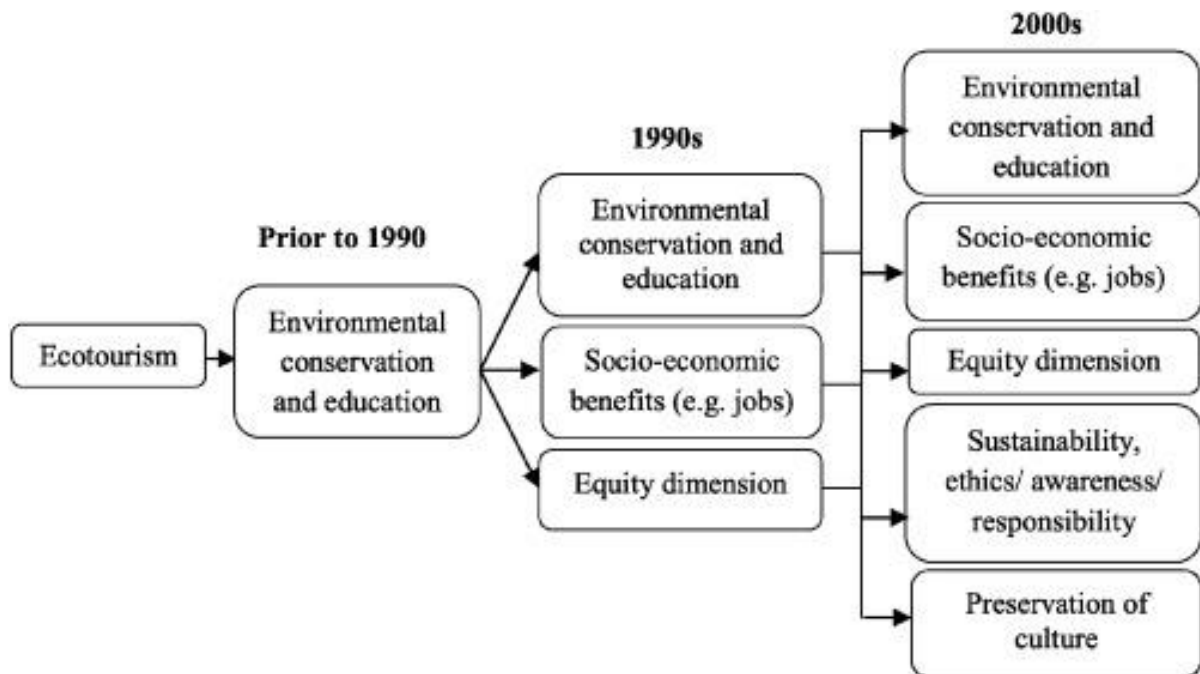 Ecotourism
Prior to 1990
Environmental
conservation
and education
1990s
Environmental
conservation and
education
Socio-economic
benefits (e.g. jobs)
Equity dimension
2000s
Environmental
conservation and
education
Socio-economic
benefits (e.g. jobs)
Equity dimension
Sustainability,
ethics/ awareness/
responsibility
Preservation of
culture